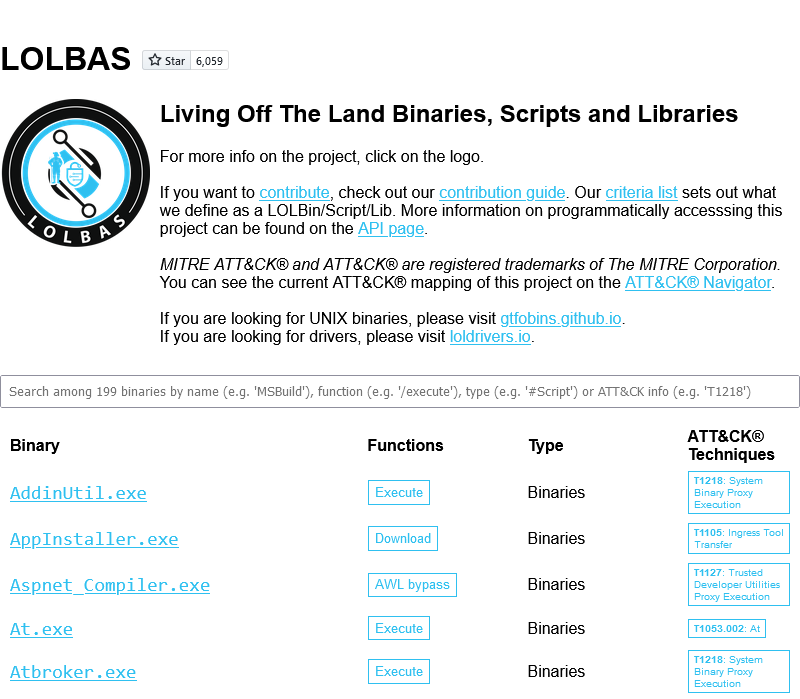 LOLBAS Star 6,059
LOLBAS
Living Off The Land Binaries, Scripts and Libraries
For more info on the project, click on the logo.
If you want to contribute, check out our contribution guide. Our criteria list sets out what
we define as a LOLBin/Script/Lib. More information on programmatically accesssing this
project can be found on the API page.
MITRE ATT&CK® and ATT&CK® are registered trademarks of The MITRE Corporation.
You can see the current ATT&CK® mapping of this project on the ATT&CK® Navigator.
If you are looking for UNIX binaries, please visit gtfobins.github.io.
If you are looking for drivers, please visit loldrivers.io.
Search among 199 binaries by name (e.g. 'MSBuild'), function (e.g. '/execute'), type (e.g. '#Script') or ATT&CK info (e.g. 'T1218')
Binary Functions Type ATT&CK®
Techniques
AddinUtil.exe Execute Binaries T1218: System
Binary Proxy
Execution
AppInstaller.exe Download Binaries T1105: Ingress Tool
Transfer
Aspnet_Compiler.exe AWL bypass Binaries T1127: Trusted
Developer Utilities
Proxy Execution
At.exe Execute Binaries T1053.002: At
Atbroker.exe Execute Binaries T1218: System
Binary Proxy
Execution